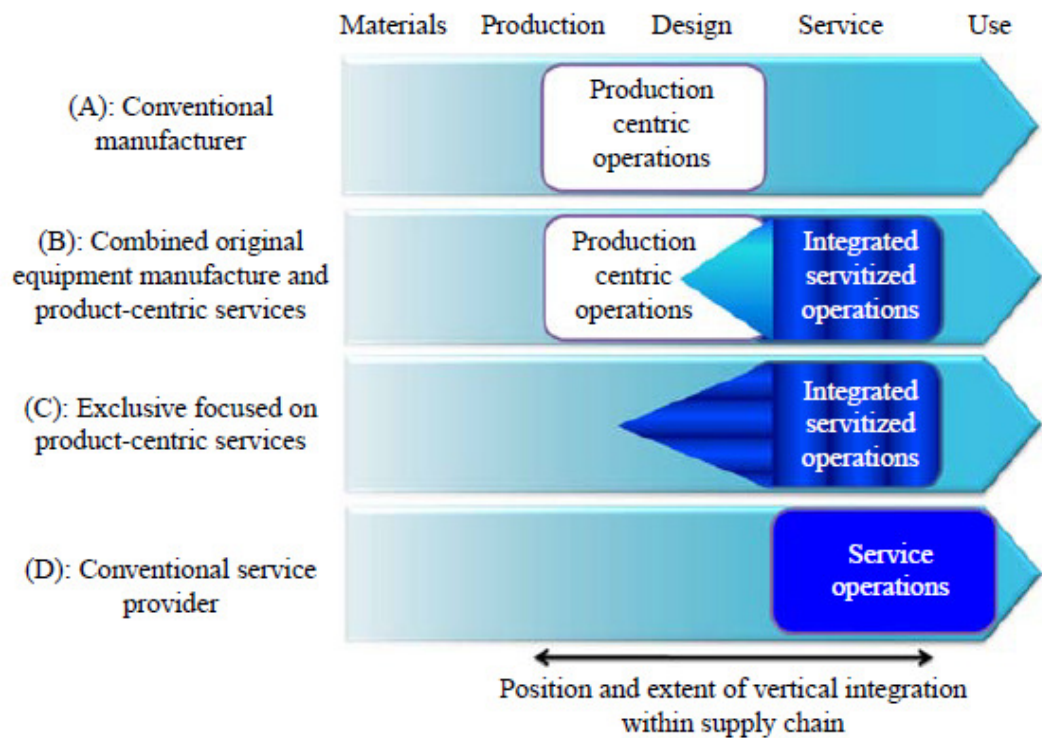 Materials Production Design Service Use
(A): Conventional
manufacturer
Production
centric
operations
(B): Combined original
equipment manufacture and
product-centric services
Production
centric
operations
Integrated
servitized
operations
(C): Exclusive focused on
product-centric services
Integrated
servitized
operations
(D): Conventional service
provider
Service
operations
Position and extent of vertical integration
within supply chain